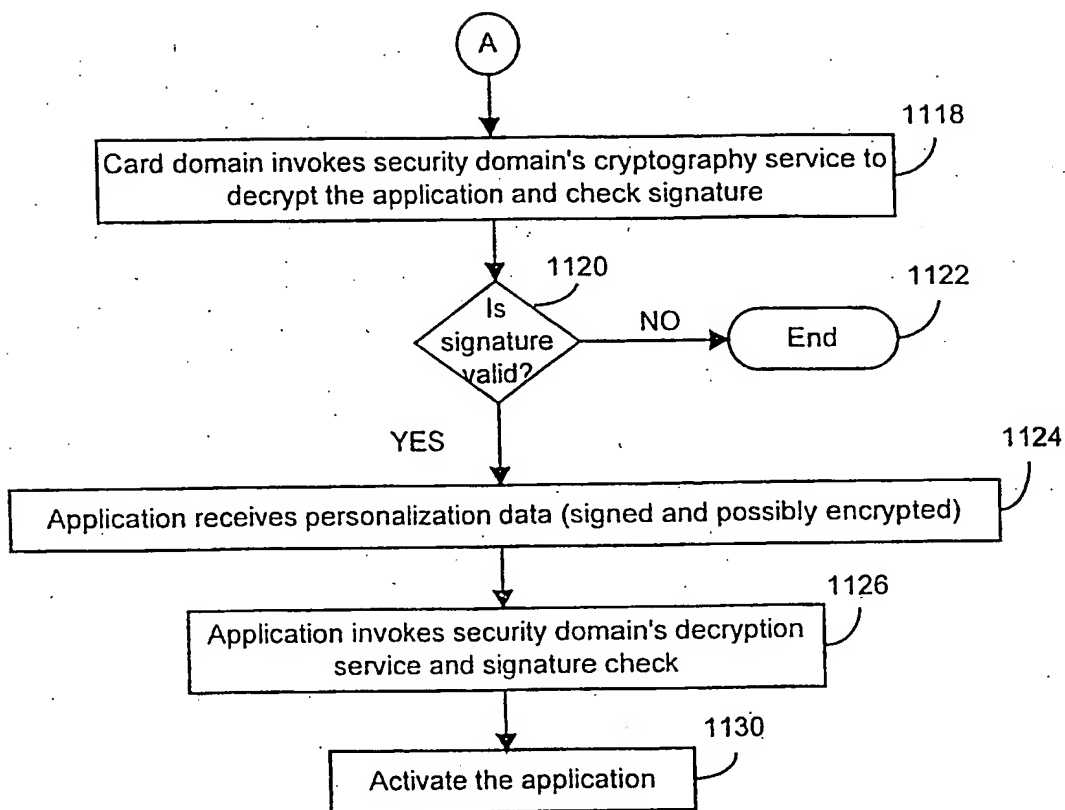 A
1118
Card domain invokes security domain's cryptography service to
decrypt the application and check signature
1120
1122
Is
signature
valid?
NO
End
YES
1124
Application receives personalization data (signed and possibly encrypted)
1126
Application invokes security domain's decryption
service and signature check
1130
Activate the application